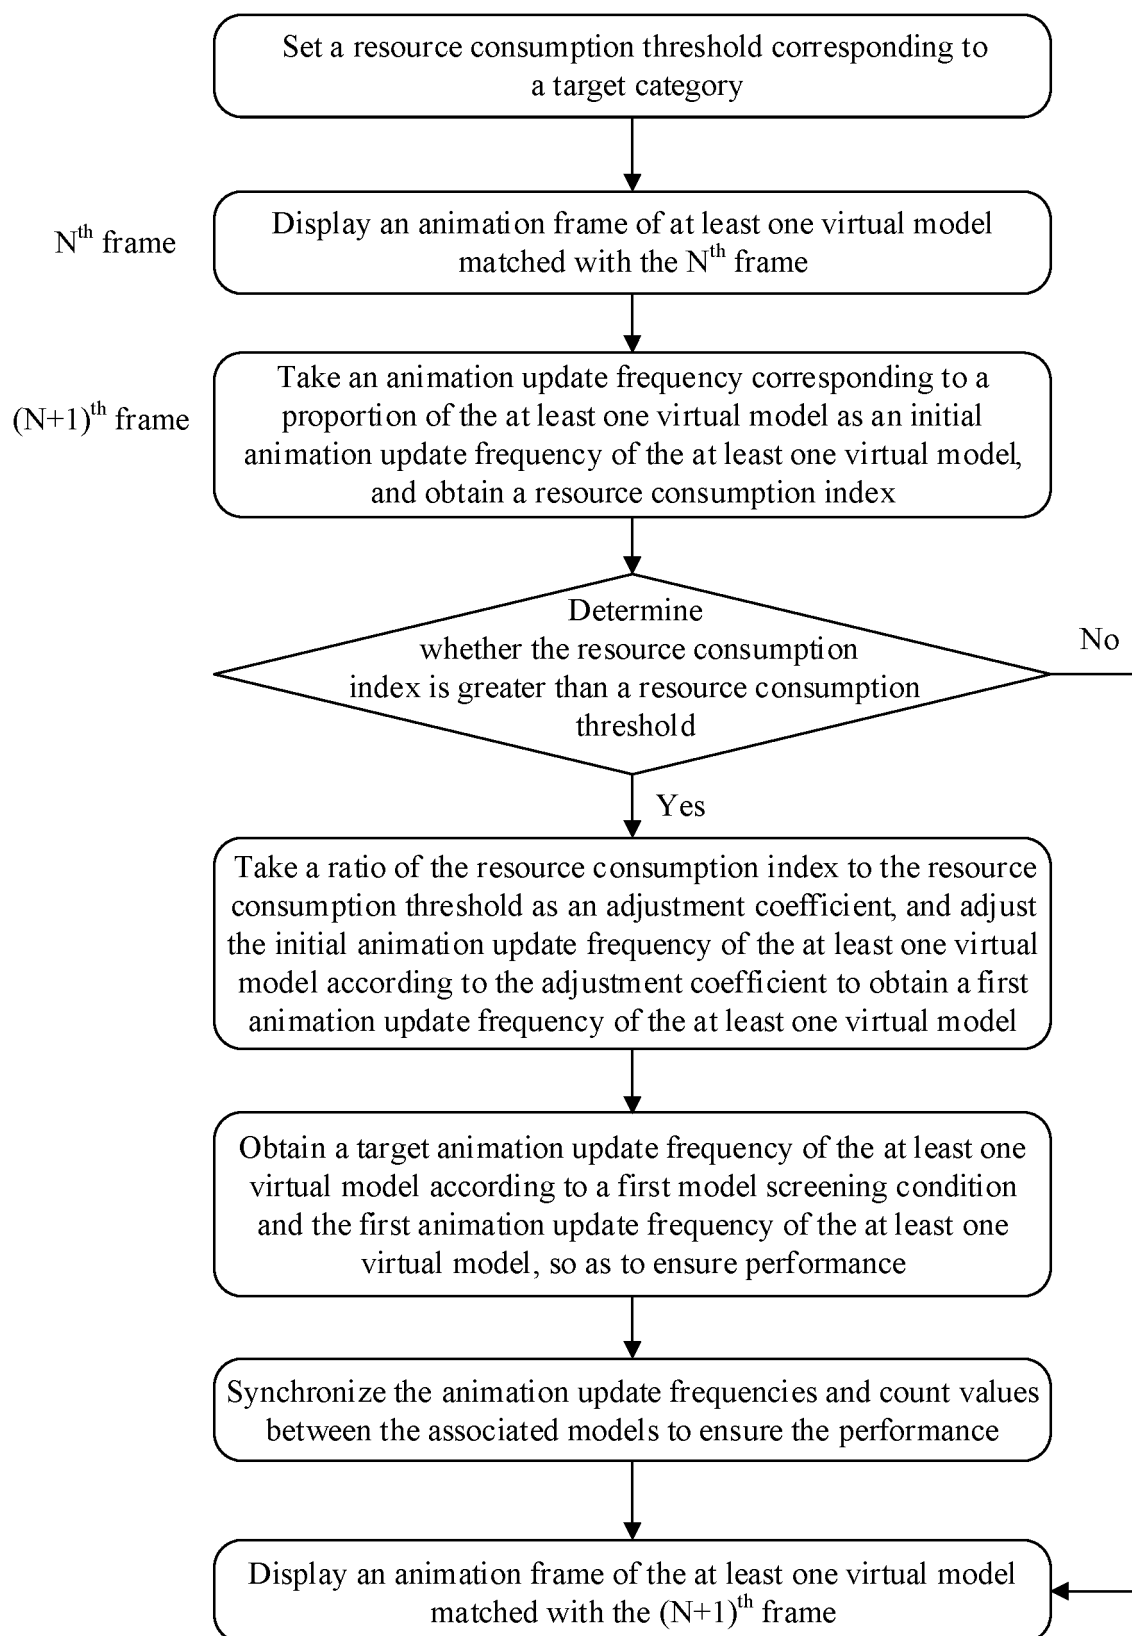 Set a resource consumption threshold corresponding to
a target category
Nth frame
Display an animation frame of at least one virtual model
matched with the Nth frame
(N+1)th frame
Take an animation update frequency corresponding to a
proportion of the at least one virtual model as an initial
animation update frequency of the at least one virtual model,
and obtain a resource consumption index
Determine
whether the resource consumption
index is greater than a resource consumption
threshold
No
Yes
Take a ratio of the resource consumption index to the resource
consumption threshold as an adjustment coefficient, and adjust
the initial animation update frequency of the at least one virtual
model according to the adjustment coefficient to obtain a first
animation update frequency of the at least one virtual model
Obtain a target animation update frequency of the at least one
virtual model according to a first model screening condition
and the first animation update frequency of the at least one
virtual model, so as to ensure performance
Synchronize the animation update frequencies and count values
between the associated models to ensure the performance
Display an animation frame of the at least one virtual model
matched with the (N+1)th frame